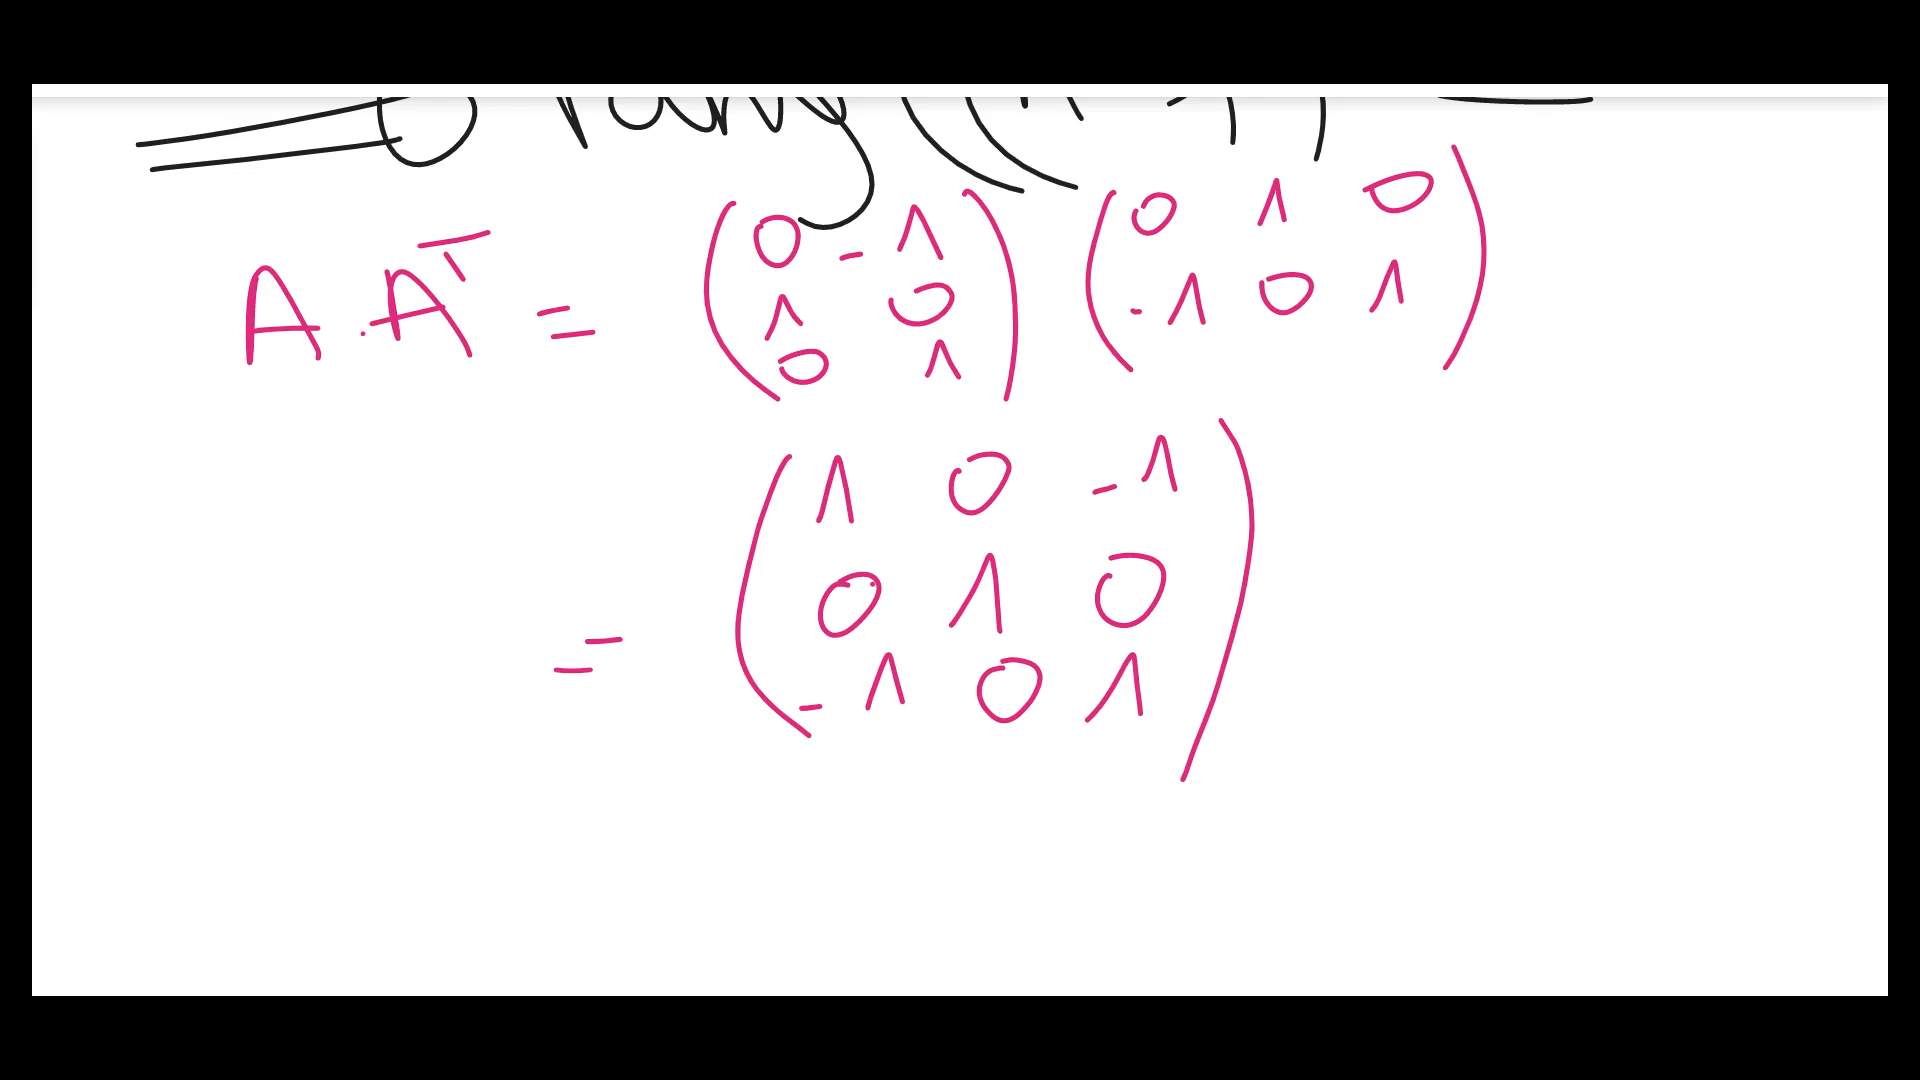 A · A^T = ( 0 -1 ) ( 0 1 0 )
( 1 0 ) ( -1 0 1 )
( 0 1 )
= ( 1 0 -1 )
( 0 1 0 )
( -1 0 1 )